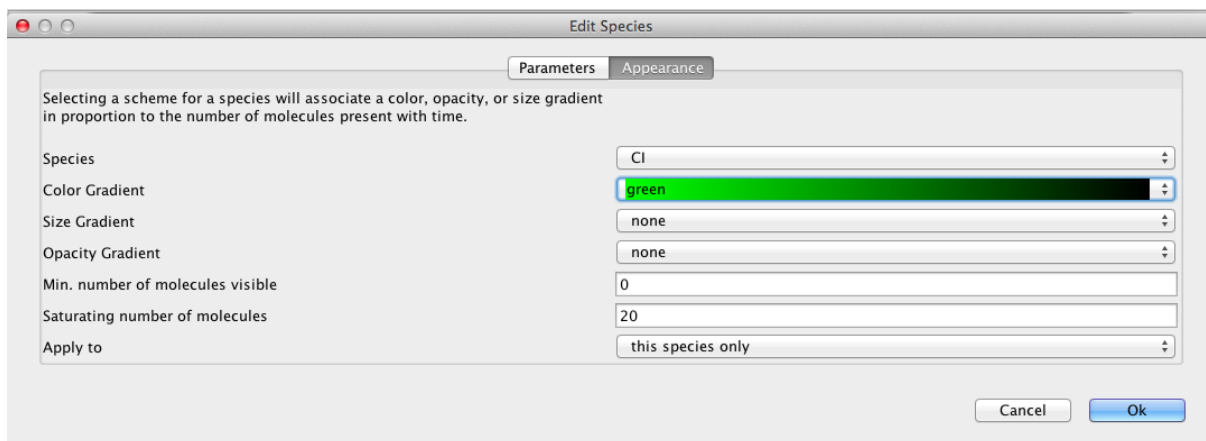 Edit Species
Parameters Appearance
Selecting a scheme for a species will associate a color, opacity, or size gradient
in proportion to the number of molecules present with time.
Species CI
Color Gradient green
Size Gradient none
Opacity Gradient none
Min. number of molecules visible 0
Saturating number of molecules 20
Apply to this species only
Cancel Ok